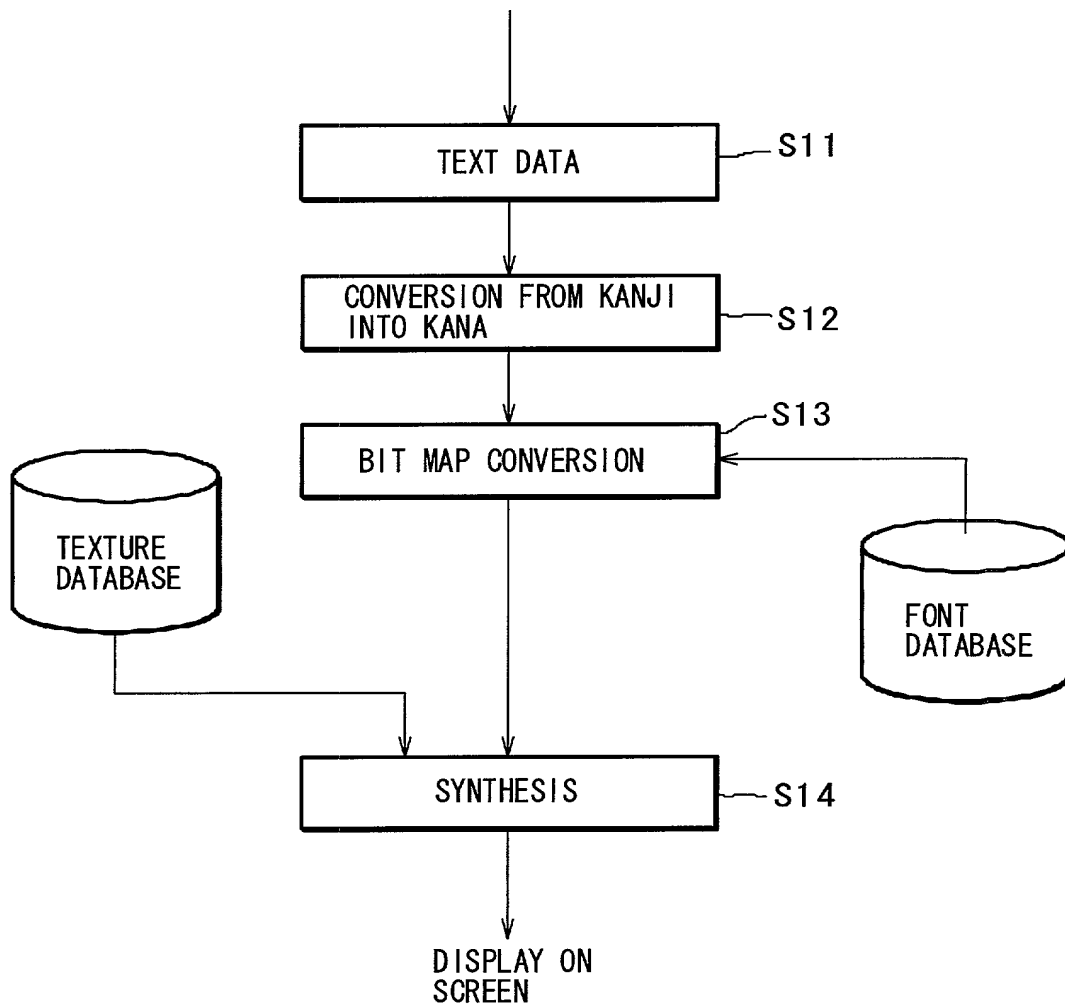 TEXT DATA
S11
CONVERSION FROM KANJI
INTO KANA
S12
S13
BIT MAP CONVERSION
TEXTURE
DATABASE
FONT
DATABASE
SYNTHESIS
S14
DISPLAY ON
SCREEN